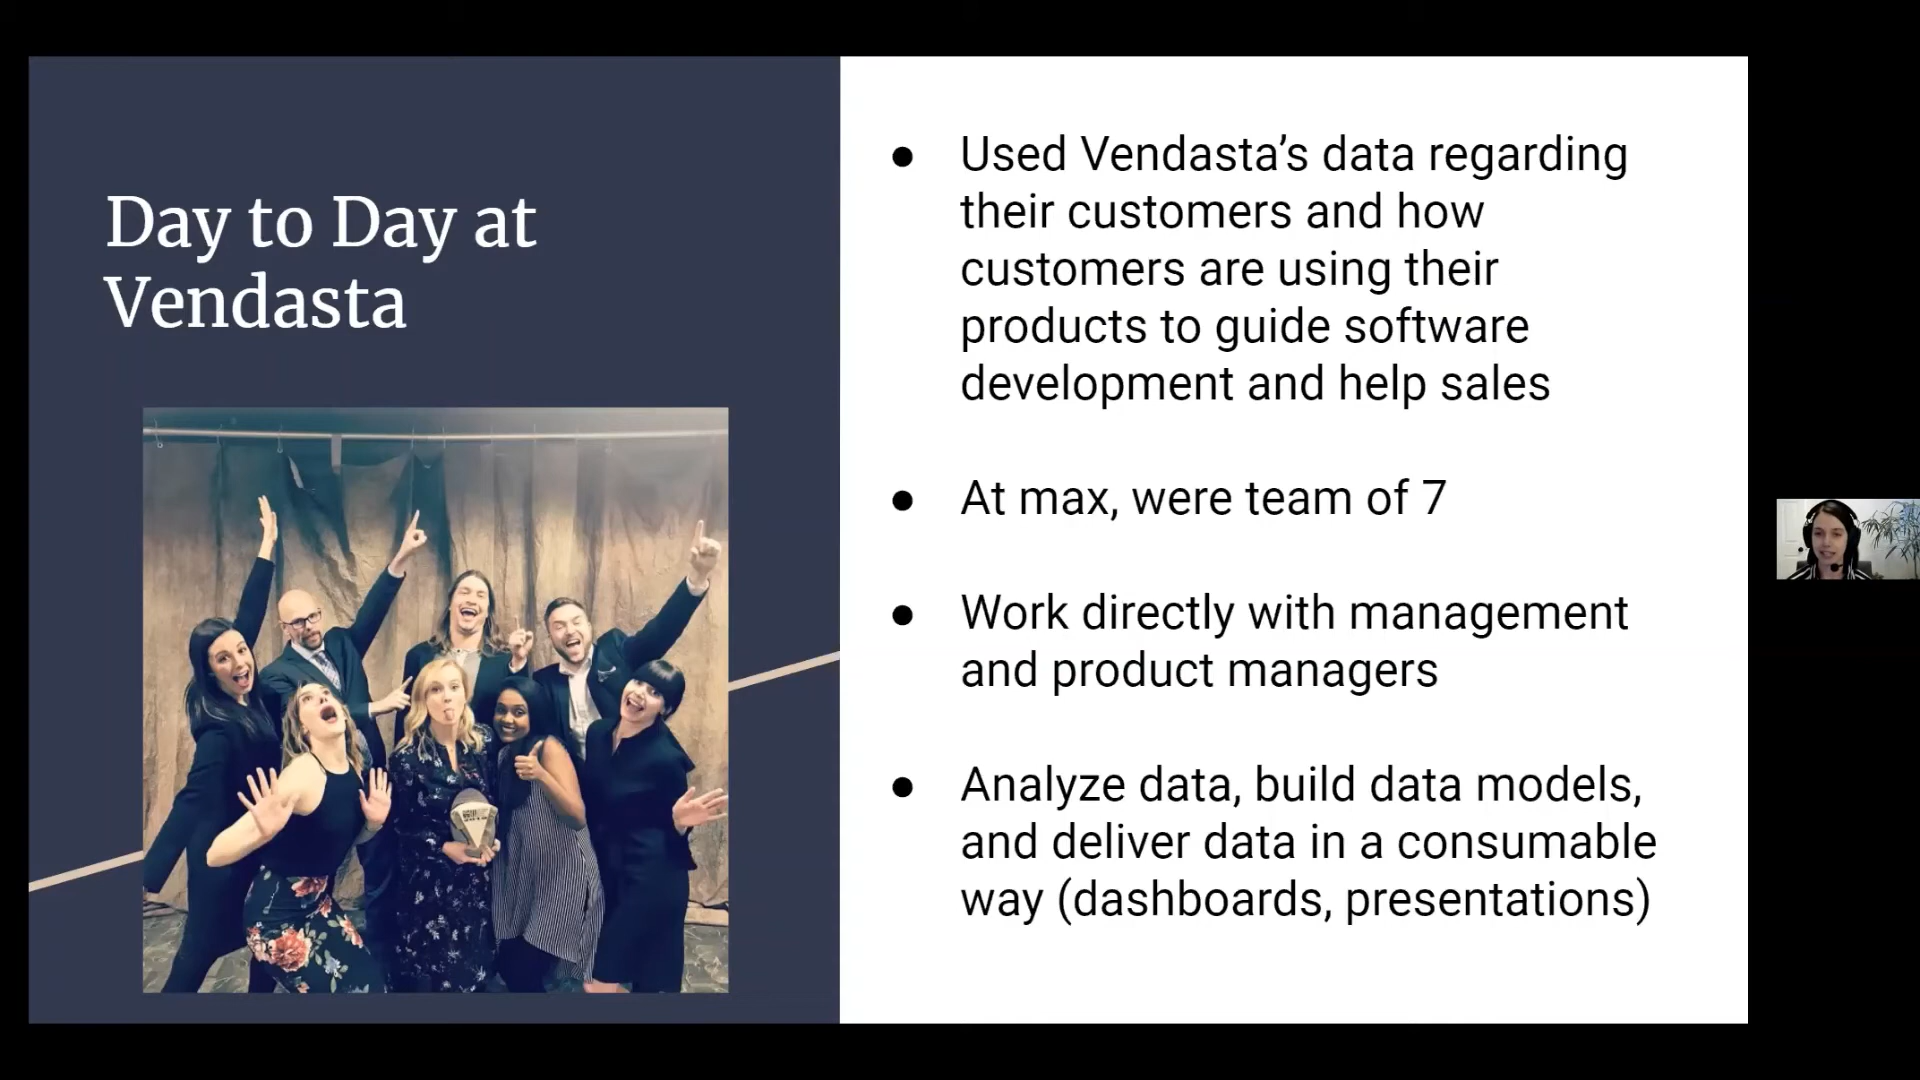 Day to Day at
Vendasta
● Used Vendasta’s data regarding
their customers and how
customers are using their
products to guide software
development and help sales
● At max, were team of 7
● Work directly with management
and product managers
● Analyze data, build data models,
and deliver data in a consumable
way (dashboards, presentations)